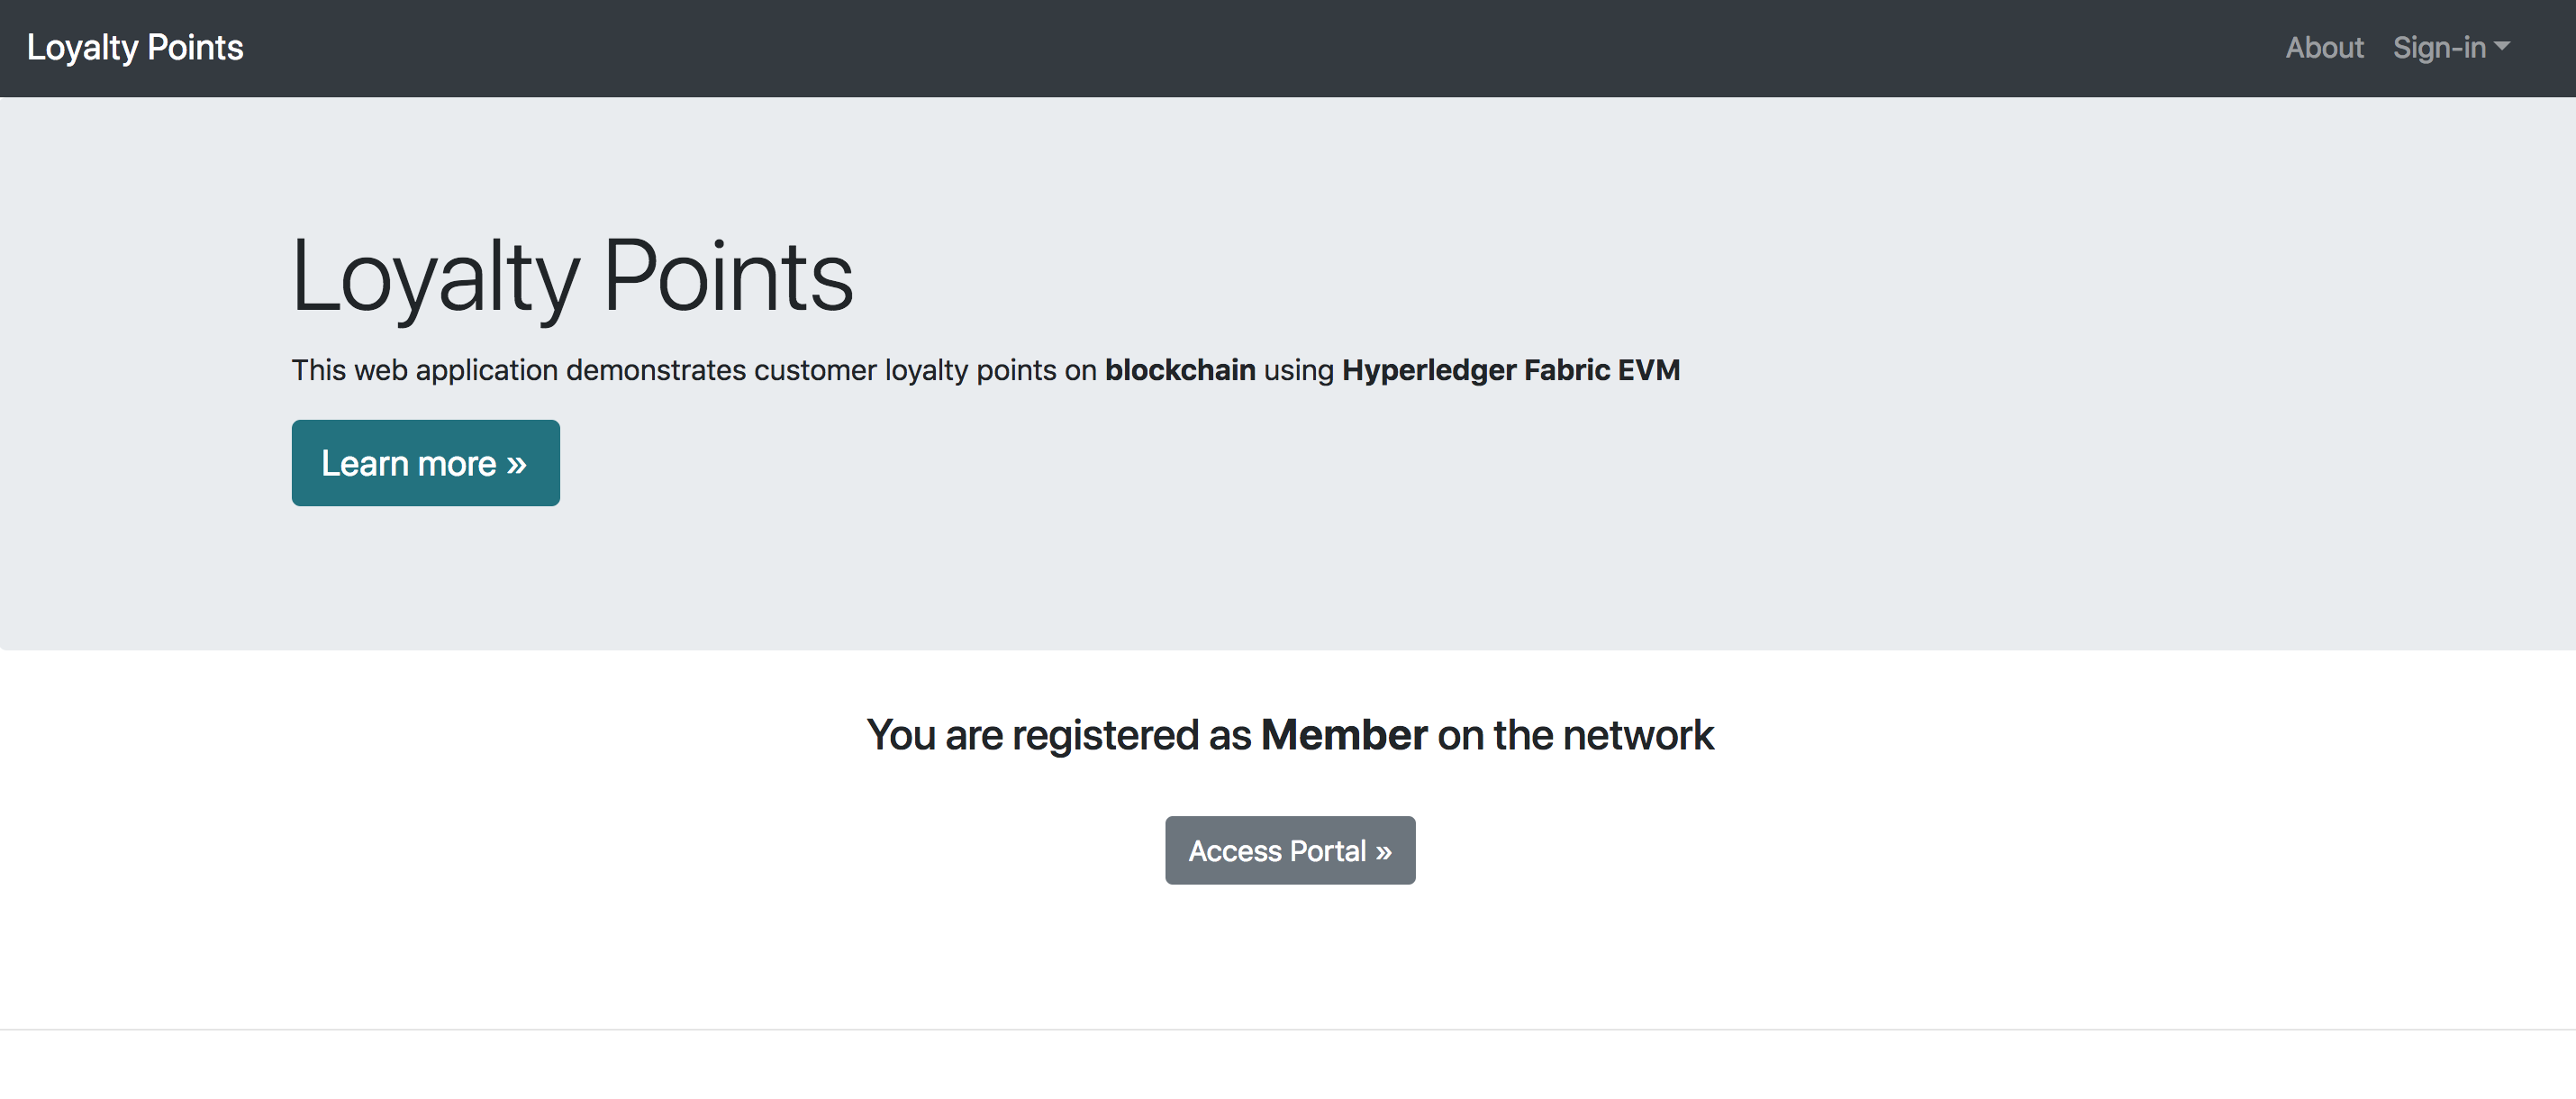 Loyalty Points
About Sign-in
Loyalty Points
This web application demonstrates customer loyalty points on blockchain using Hyperledger Fabric EVM
Learn more »
You are registered as Member on the network
Access Portal »